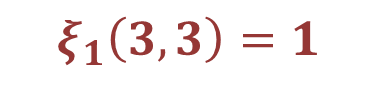 ξ₁(3,3) = 1